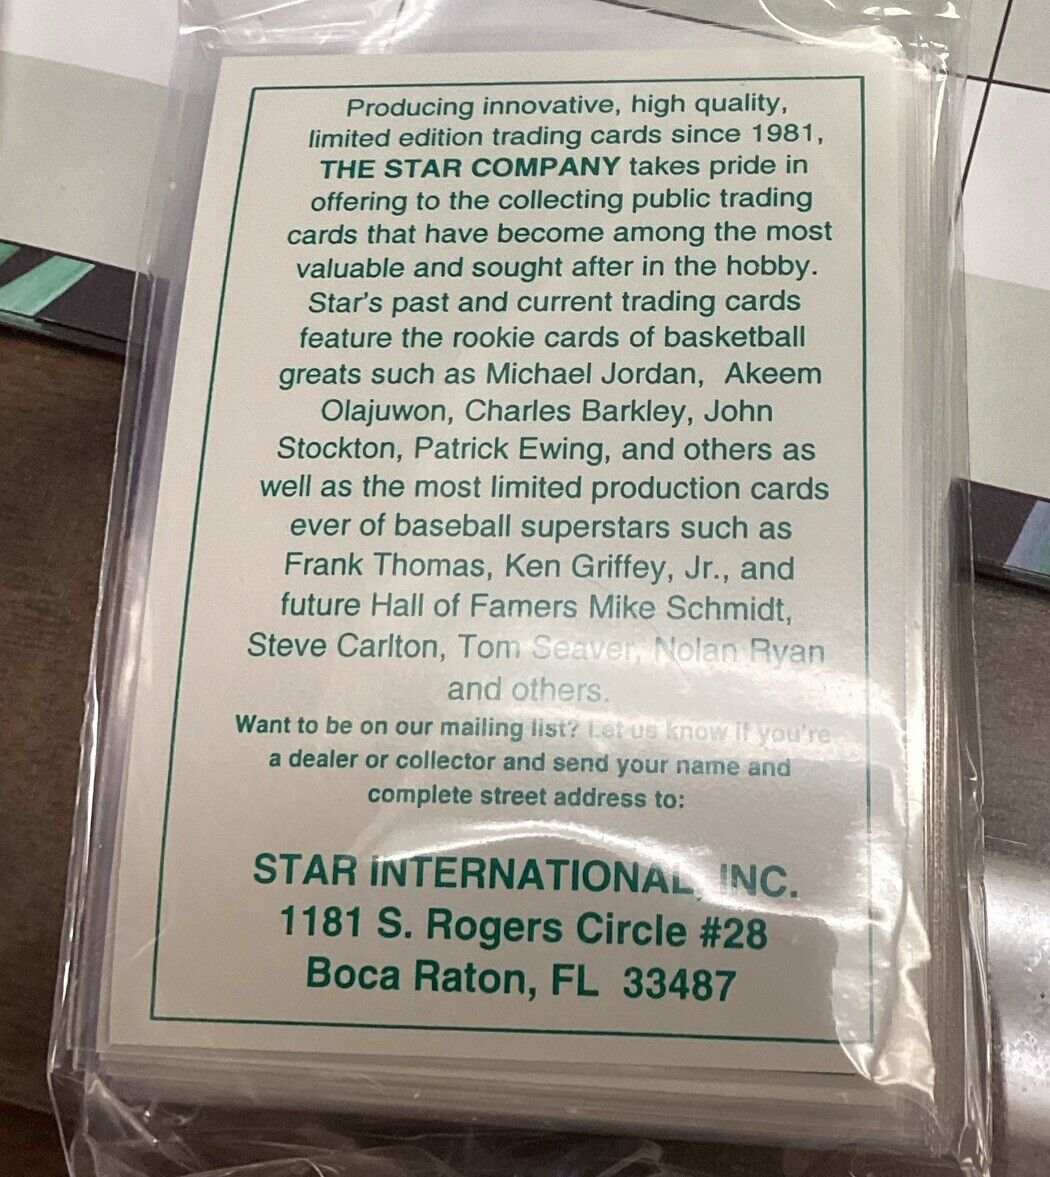 Producing innovative, high quality,
limited edition trading cards since 1981,
THE STAR COMPANY takes pride in
offering to the collecting public trading
cards that have become among the most
valuable and sought after in the hobby.
Star's past and current trading cards
feature the rookie cards of basketball
greats such as Michael Jordan, Akeem
Olajuwon, Charles Barkley, John
Stockton, Patrick Ewing, and others as
well as the most limited production cards
ever of baseball superstars such as
Frank Thomas, Ken Griffey, Jr., and
future Hall of Famers Mike Schmidt,
Steve Carlton, Tom Seaver, Nolan Ryan
and others.
Want to be on our mailing list? Let us know if you're
a dealer or collector and send your name and
complete street address to:
STAR INTERNATIONAL, INC.
1181 S. Rogers Circle #28
Boca Raton, FL 33487